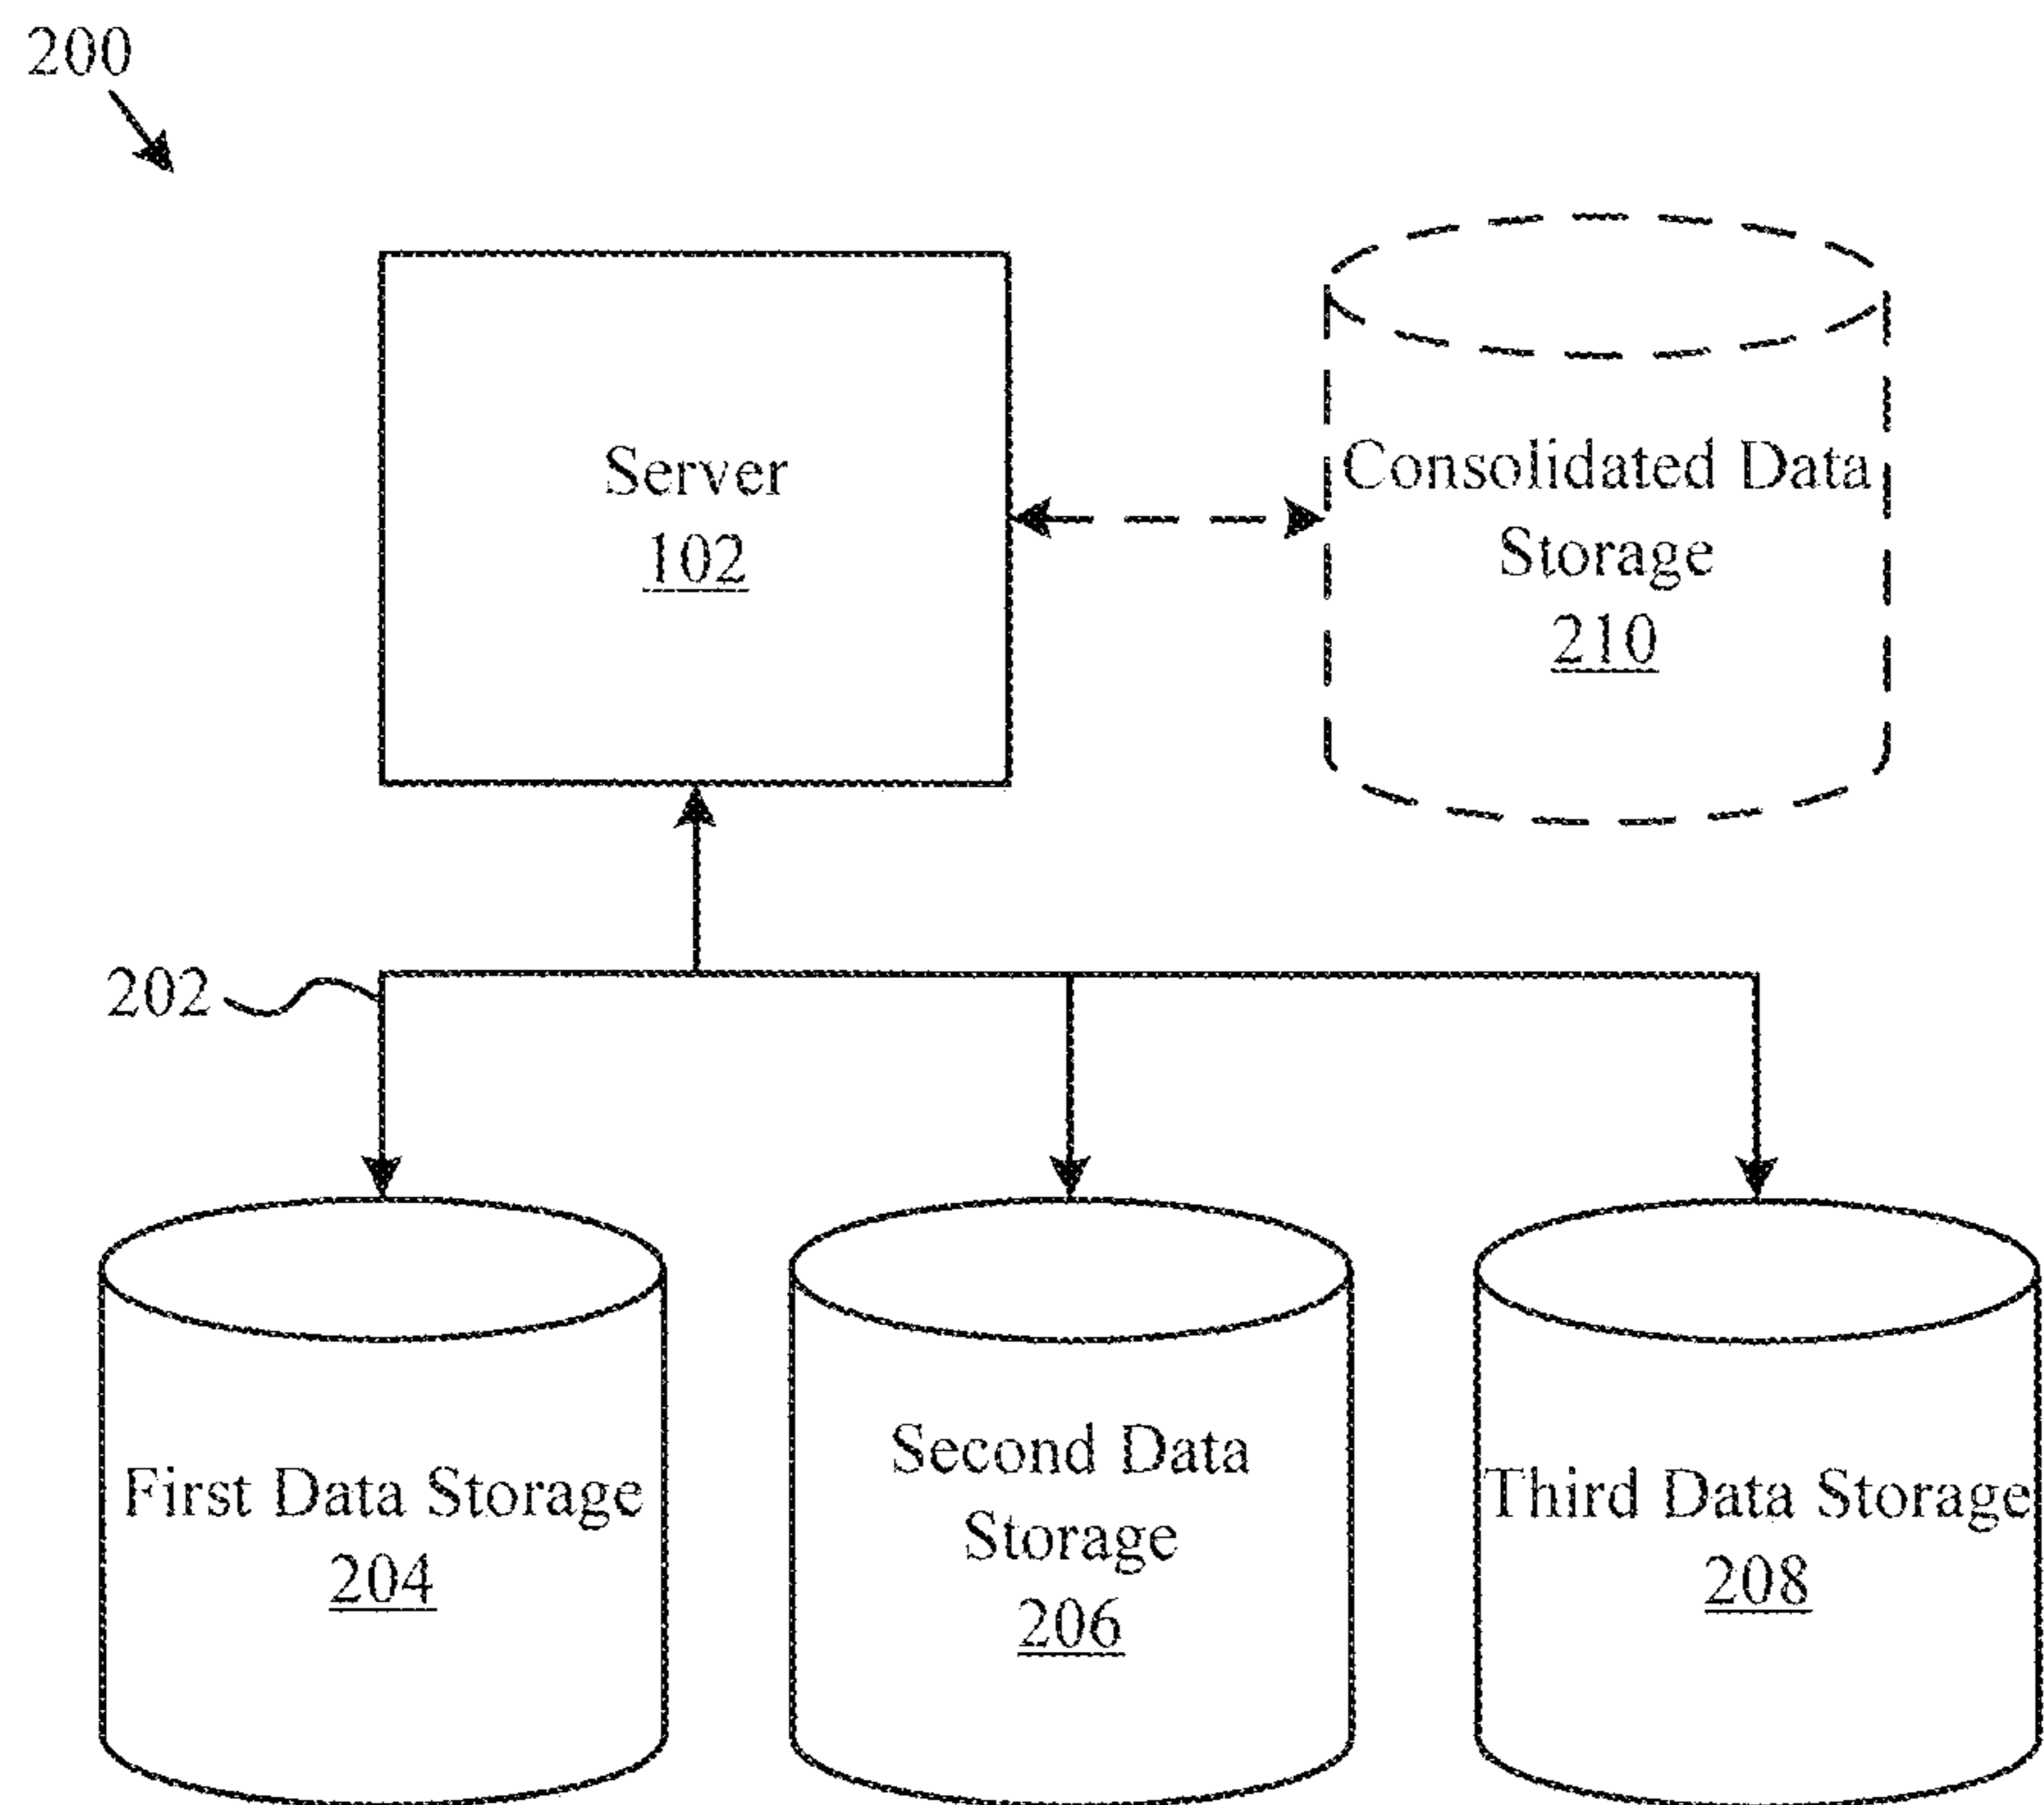 200
Server
102
Consolidated Data
Storage
210
202
First Data Storage
204
Second Data
Storage
206
Third Data Storage
208